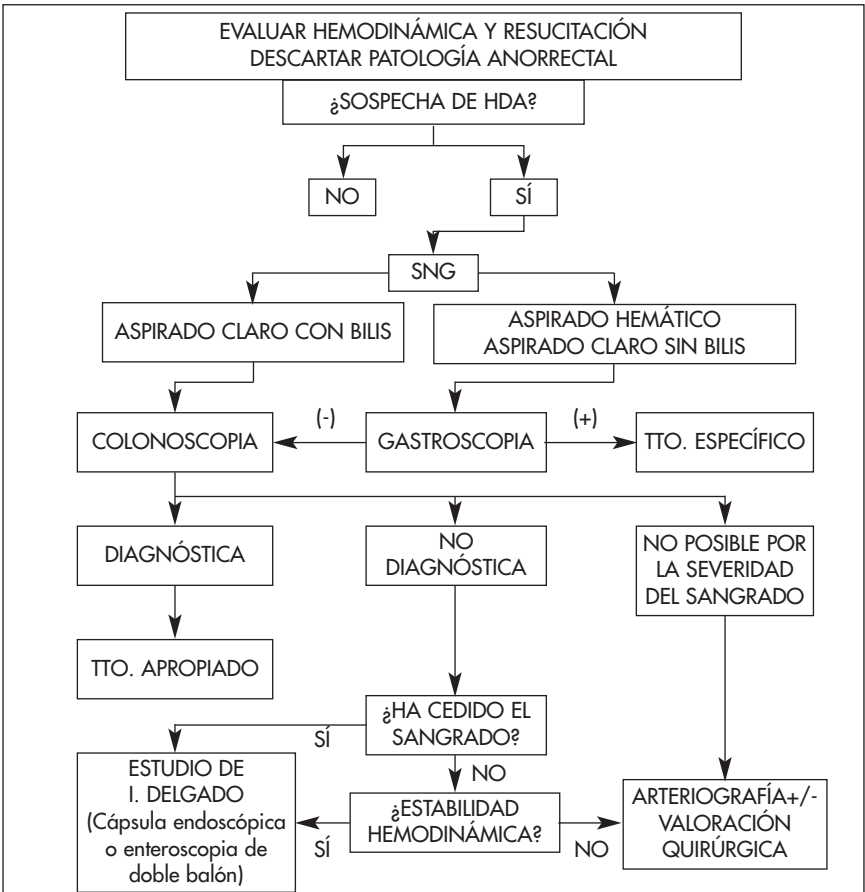 EVALUAR HEMODINÁMICA Y RESUCITACIÓN
DESCARTAR PATOLOGÍA ANORRECTAL
¿SOSPECHA DE HDA?
NO
SÍ
SNG
ASPIRADO CLARO CON BILIS
ASPIRADO HEMÁTICO
ASPIRADO CLARO SIN BILIS
COLONOSCOPIA
(-)
GASTROSCOPIA
(+)
TTO. ESPECÍFICO
DIAGNÓSTICA
NO
DIAGNÓSTICA
NO POSIBLE POR
LA SEVERIDAD
DEL SANGRADO
TTO. APROPIADO
¿HA CEDIDO EL
SANGRADO?
SÍ
NO
ESTUDIO DE
I. DELGADO
(Cápsula endoscópica
o enteroscopia de
doble balón)
SÍ
¿ESTABILIDAD
HEMODINÁMICA?
NO
ARTERIOGRAFÍA+/-
VALORACIÓN
QUIRÚRGICA